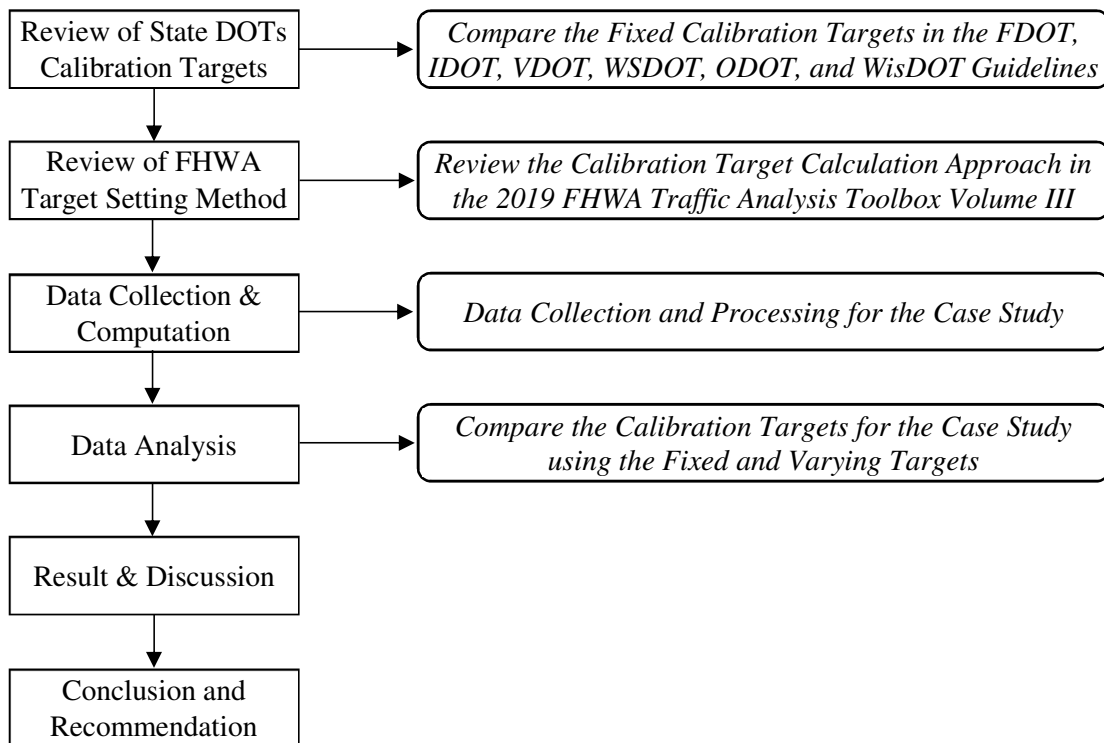 Review of State DOTs
Calibration Targets
Compare the Fixed Calibration Targets in the FDOT,
IDOT, VDOT, WSDOT, ODOT, and WisDOT Guidelines
Review of FHWA
Target Setting Method
Review the Calibration Target Calculation Approach in
the 2019 FHWA Traffic Analysis Toolbox Volume III
Data Collection &
Computation
Data Collection and Processing for the Case Study
Data Analysis
Compare the Calibration Targets for the Case Study
using the Fixed and Varying Targets
Result & Discussion
Conclusion and
Recommendation